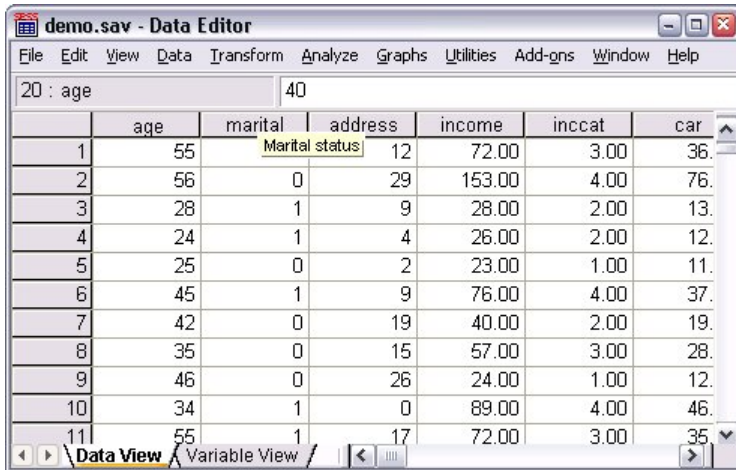 demo.sav - Data Editor
File Edit View Data Transform Analyze Graphs Utilities Add-ons Window Help
20 : age 40
age marital address income inccat car
Marital status
1 55 12 72.00 3.00 36.
2 56 0 29 153.00 4.00 76.
3 28 1 9 28.00 2.00 13.
4 24 1 4 26.00 2.00 12.
5 25 0 2 23.00 1.00 11.
6 45 1 9 76.00 4.00 37.
7 42 0 19 40.00 2.00 19.
8 35 0 15 57.00 3.00 28.
9 46 0 26 24.00 1.00 12.
10 34 1 0 89.00 4.00 46.
11 55 1 17 72.00 3.00 35.
Data View Variable View